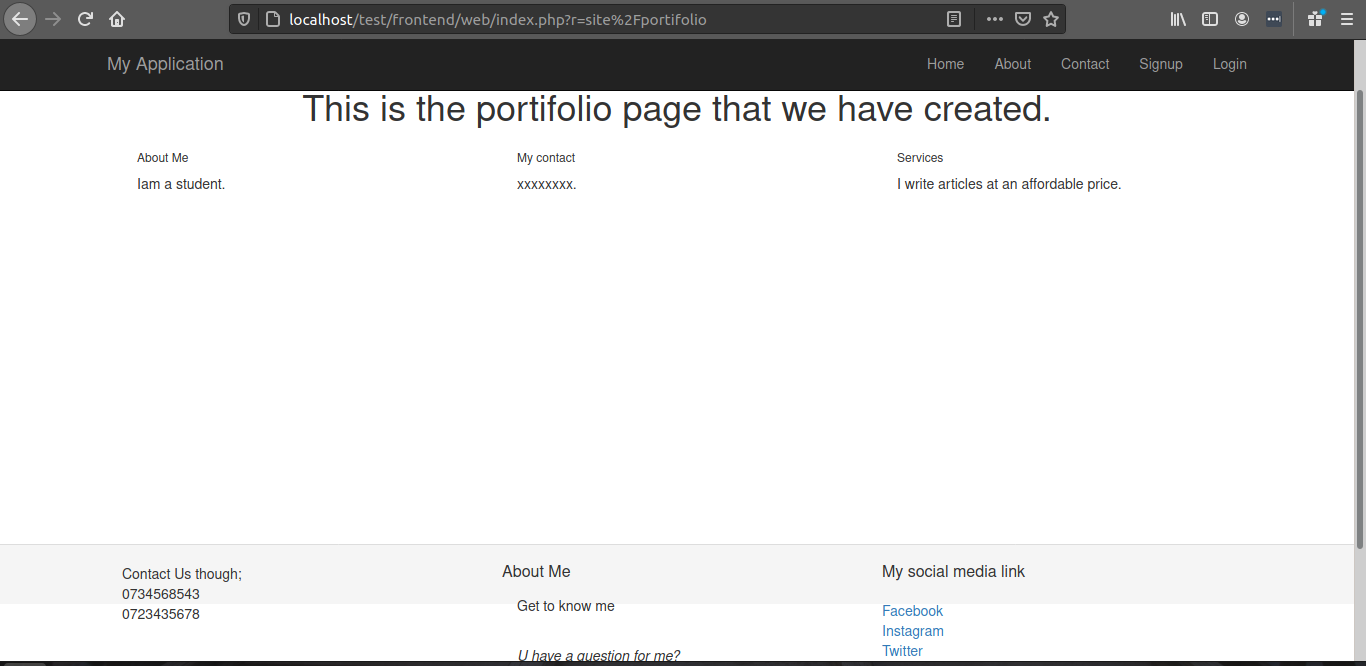 localhost/test/frontend/web/index.php?r=site%2Fportifolio
My Application Home About Contact Signup Login
This is the portifolio page that we have created.
About Me My contact Services
Iam a student. xxxxxxxx. I write articles at an affordable price.
Contact Us though; About Me My social media link
0734568543
Get to know me Facebook
0723435678
Instagram
U have a question for me? Twitter